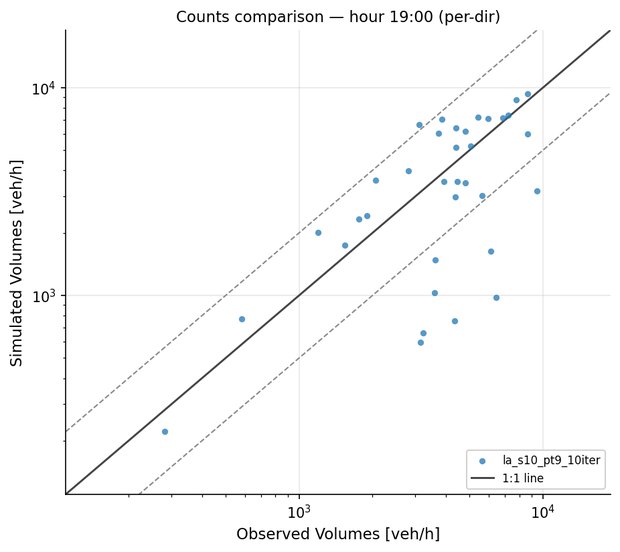 Counts comparison — hour 19:00 (per-dir)
Simulated Volumes [veh/h]
10⁴
10³
10³ 10⁴
Observed Volumes [veh/h]
la_s10_pt9_10iter
1:1 line